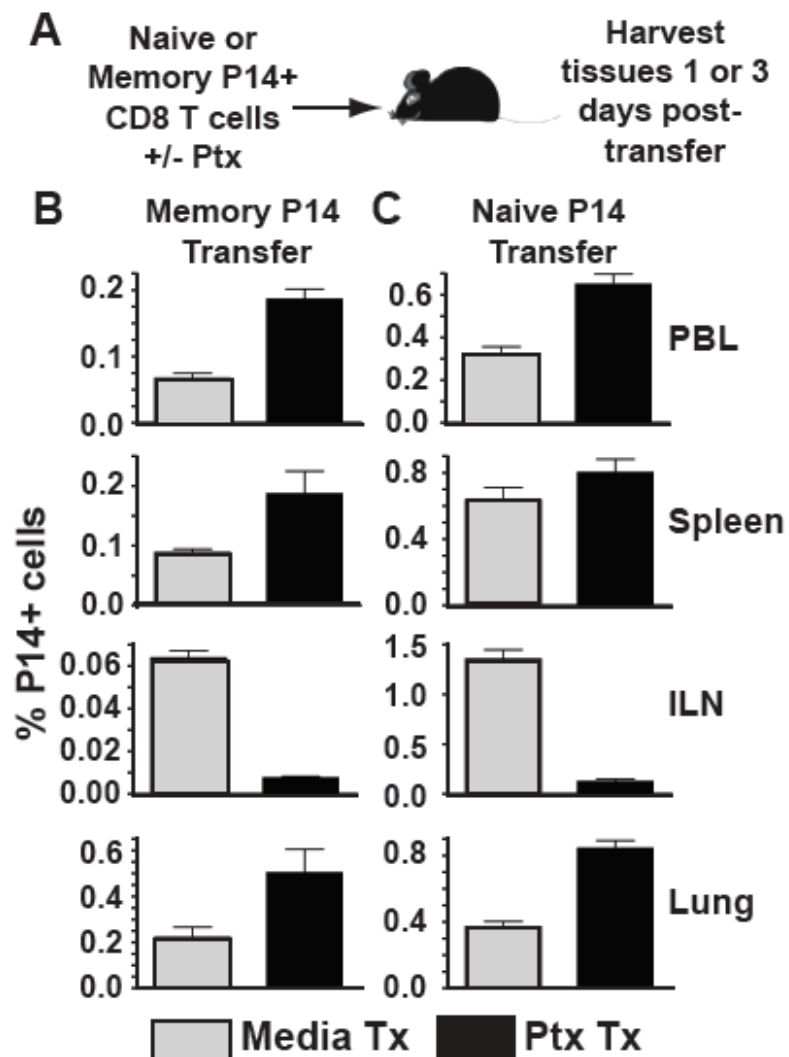 A
Naive or
Memory P14+
CD8 T cells
+/- Ptx
Harvest
tissues 1 or 3
days post-
transfer
B
Memory P14
Transfer
C
Naive P14
Transfer
% P14+ cells
0.2
0.1
0.0
0.6
0.4
0.2
0.0
PBL
0.2
0.1
0.0
0.8
0.4
0.0
Spleen
0.06
0.04
0.02
0.00
1.5
1.0
0.5
0.0
ILN
0.6
0.4
0.2
0.0
0.8
0.4
0.0
Lung
Media Tx
Ptx Tx